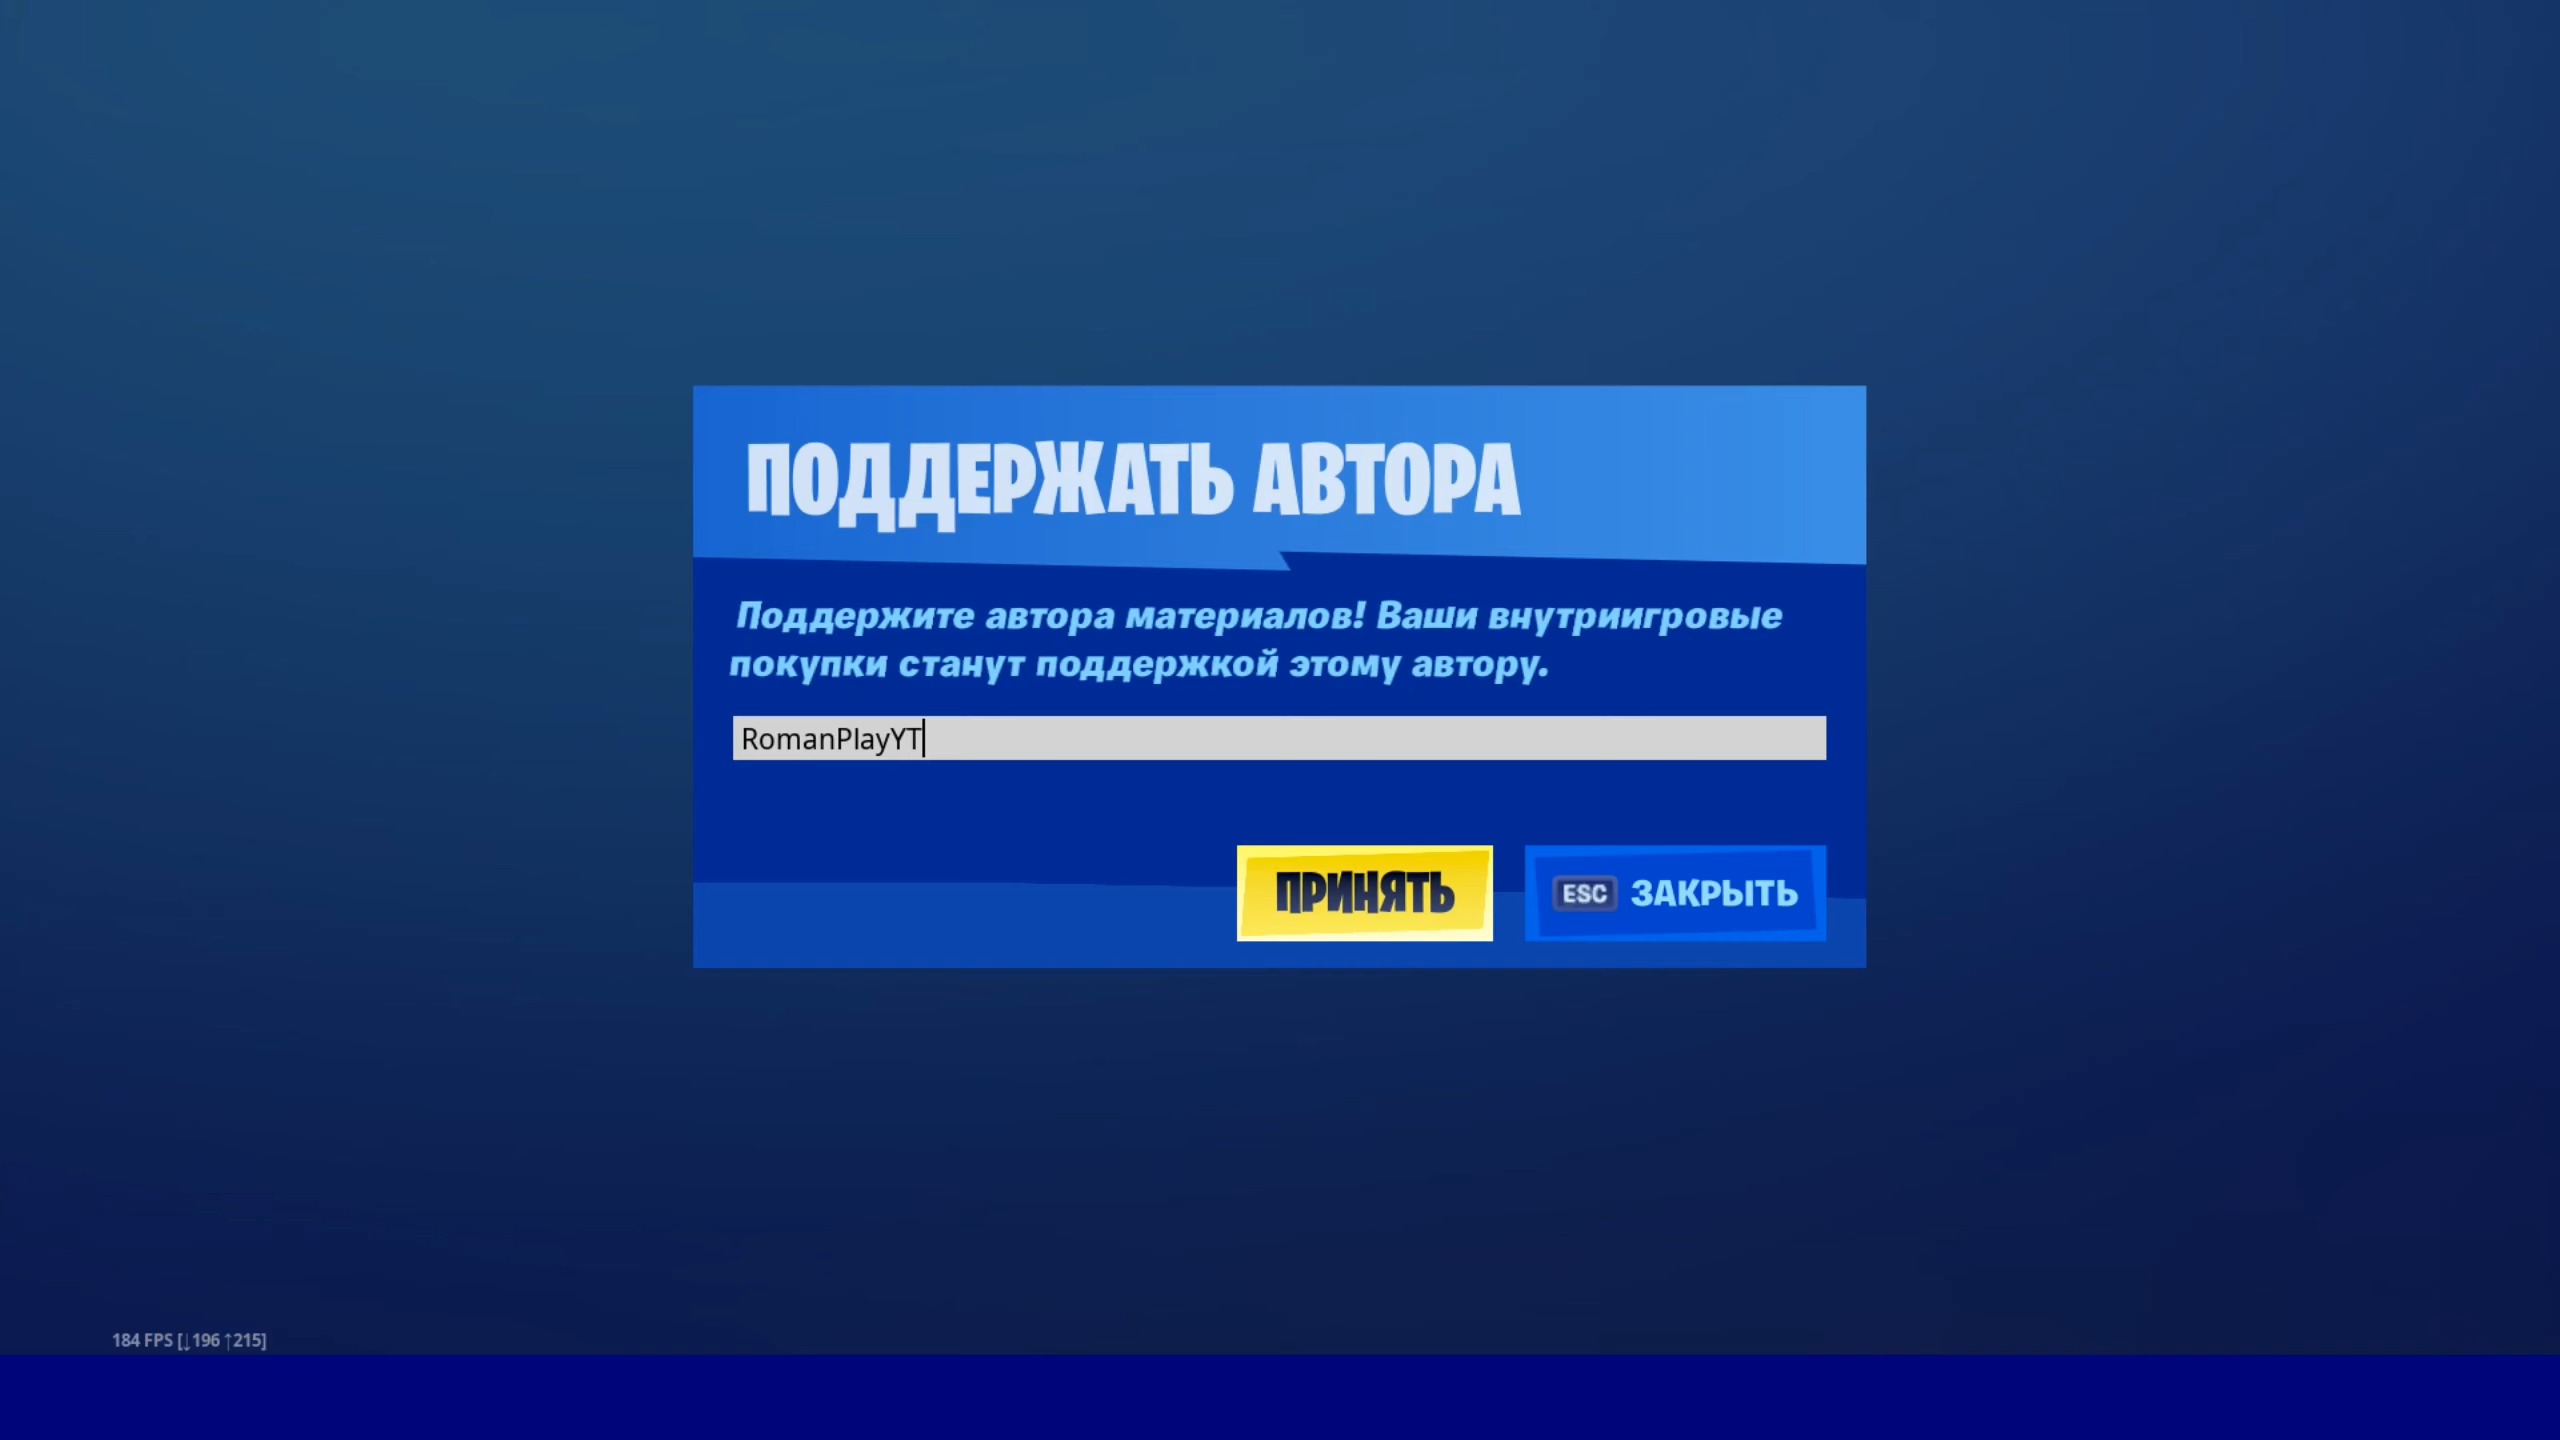 ПОДДЕРЖАТЬ АВТОРА
Поддержите автора материалов! Ваши внутриигровые
покупки станут поддержкой этому автору.
RomanPlayYT
ПРИНЯТЬ
ESC ЗАКРЫТЬ
184 FPS [↓196 ↑215]